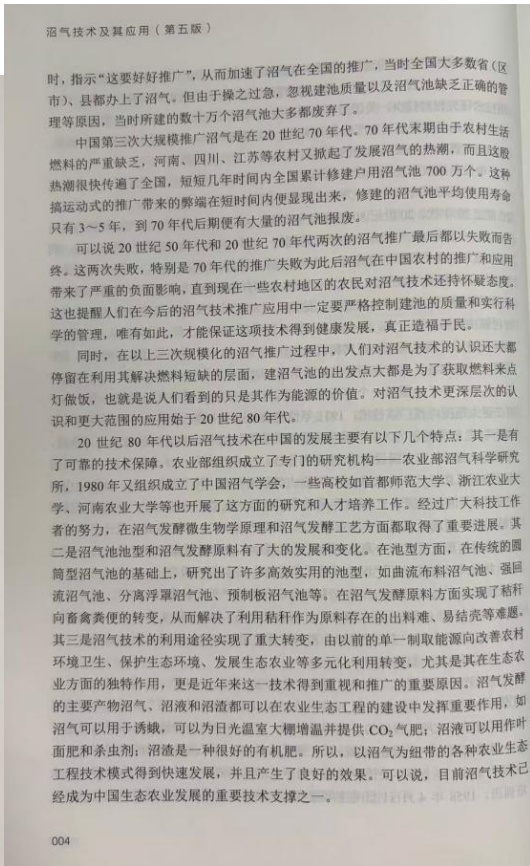 沼气技术及其应用（第五版）
时，指示“这要好好推广”，从而加速了沼气在全国的推广，当时全国大多数省（区
市）、县都办上了沼气。但由于操之过急，忽视建池质量以及沼气池缺乏正确的管
理等原因，当时所建的数十万个沼气池大多都废弃了。
中国第三次大规模推广沼气是在 20 世纪 70 年代。70 年代末期由于农村生活
燃料的严重缺乏，河南、四川、江苏等农村又掀起了发展沼气的热潮，而且这股
热潮很快传遍了全国，短短几年时间内全国累计修建户用沼气池 700 万个。这种
搞运动式的推广带来的弊端在短时间内便显现出来，修建的沼气池平均使用寿命
只有 3～5 年，到 70 年代后期便有大量的沼气池报废。
可以说 20 世纪 50 年代和 20 世纪 70 年代两次的沼气推广最后都以失败而告
终。这两次失败，特别是 70 年代的推广失败为此后沼气在中国农村的推广和应用
带来了严重的负面影响，直到现在一些农村地区的农民对沼气技术还持怀疑态度。
这也提醒人们在今后的沼气技术推广应用中一定要严格控制建池的质量和实行科
学的管理，唯有如此，才能保证这项技术得到健康发展，真正造福于民。
同时，在以上三次规模化的沼气推广过程中，人们对沼气技术的认识还大都
停留在利用其解决燃料短缺的层面，建沼气池的出发点大都是为了获取燃料来点
灯做饭，也就是说人们看到的只是其作为能源的价值。对沼气技术更深层次的认
识和更大范围的应用始于 20 世纪 80 年代。
20 世纪 80 年代以后沼气技术在中国的发展主要有以下几个特点：其一是有
了可靠的技术保障。农业部组织成立了专门的研究机构——农业部沼气科学研究
所，1980 年又组织成立了中国沼气学会，一些高校如首都师范大学、浙江农业大
学、河南农业大学等也开展了这方面的研究和人才培养工作。经过广大科技工作
者的努力，在沼气发酵微生物学原理和沼气发酵工艺方面都取得了重要进展。其
二是沼气池池型和沼气发酵原料有了大的发展和变化。在池型方面，在传统的圆
筒型沼气池的基础上，研究出了许多高效实用的池型，如曲流布料沼气池、强回
流沼气池、分离浮罩沼气池、预制板沼气池等。在沼气发酵原料方面实现了秸秆
向畜禽粪便的转变，从而解决了利用秸秆作为原料存在的出料难、易结壳等难题。
其三是沼气技术的利用途径实现了重大转变，由以前的单一制取能源向改善农村
环境卫生、保护生态环境、发展生态农业等多元化利用转变，尤其是其在生态农
业方面的独特作用，更是近年来这一技术得到重视和推广的重要原因。沼气发酵
的主要产物沼气、沼液和沼渣都可以在农业生态工程的建设中发挥重要作用，如
沼气可以用于诱蛾，可以为日光温室大棚增温并提供 CO₂ 气肥；沼液可以用作叶
面肥和杀虫剂；沼渣是一种很好的有机肥。所以，以沼气为纽带的各种农业生态
工程技术模式得到快速发展，并且产生了良好的效果。可以说，目前沼气技术已
经成为中国生态农业发展的重要技术支撑之一。
004